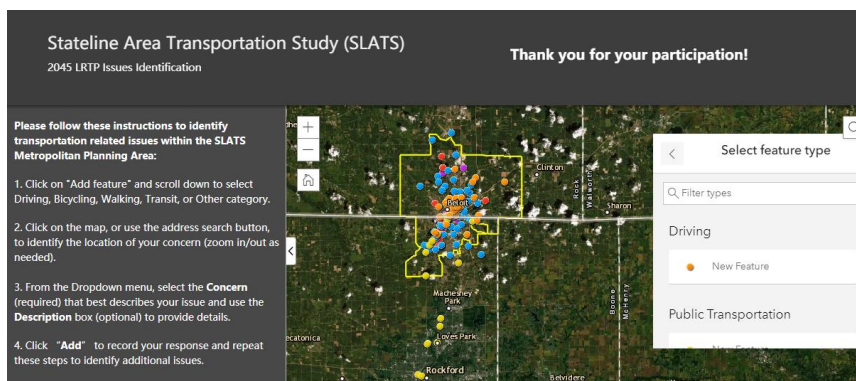 Stateline Area Transportation Study (SLATS)
2045 LRTP Issues Identification
Thank you for your participation!
Please follow these instructions to identify
transportation related issues within the SLATS
Metropolitan Planning Area:
1. Click on "Add feature" and scroll down to select
Driving, Bicycling, Walking, Transit, or Other category.
2. Click on the map, or use the address search button,
to identify the location of your concern (zoom in/out as
needed).
3. From the Dropdown menu, select the Concern
(required) that best describes your issue and use the
Description box (optional) to provide details.
4. Click "Add" to record your response and repeat
these steps to identify additional issues.
Clinton
Rock
Walworth
Beloit
Sharon
Machesney
Park
Boone
McHenry
ecatonica
Loves Park
Rockford
Belvidere
Select feature type
Filter types
Driving
New Feature
Public Transportation